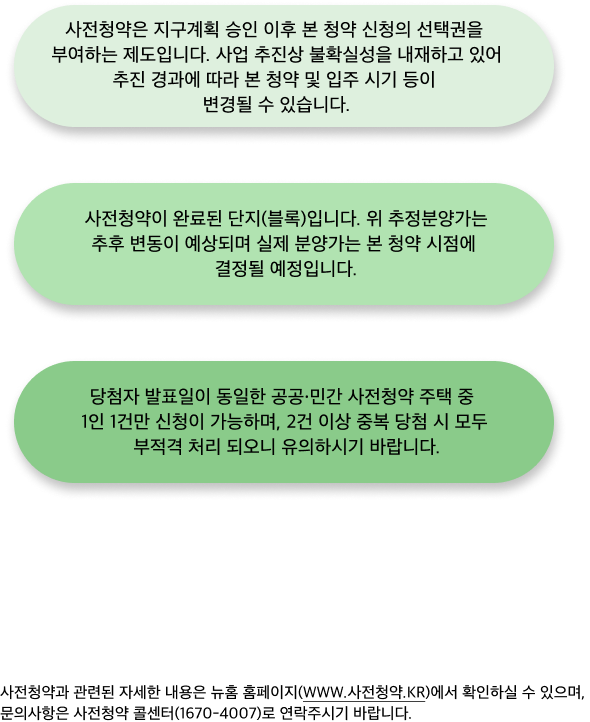 사전청약은 지구계획 승인 이후 본 청약 신청의 선택권을
부여하는 제도입니다. 사업 추진상 불확실성을 내재하고 있어
추진 경과에 따라 본 청약 및 입주 시기 등이
변경될 수 있습니다.
사전청약이 완료된 단지(블록)입니다. 위 추정분양가는
추후 변동이 예상되며 실제 분양가는 본 청약 시점에
결정될 예정입니다.
당첨자 발표일이 동일한 공공·민간 사전청약 주택 중
1인 1건만 신청이 가능하며, 2건 이상 중복 당첨 시 모두
부적격 처리 되오니 유의하시기 바랍니다.
사전청약과 관련된 자세한 내용은 뉴홈 홈페이지(WWW.사전청약.KR)에서 확인하실 수 있으며,
문의사항은 사전청약 콜센터(1670-4007)로 연락주시기 바랍니다.